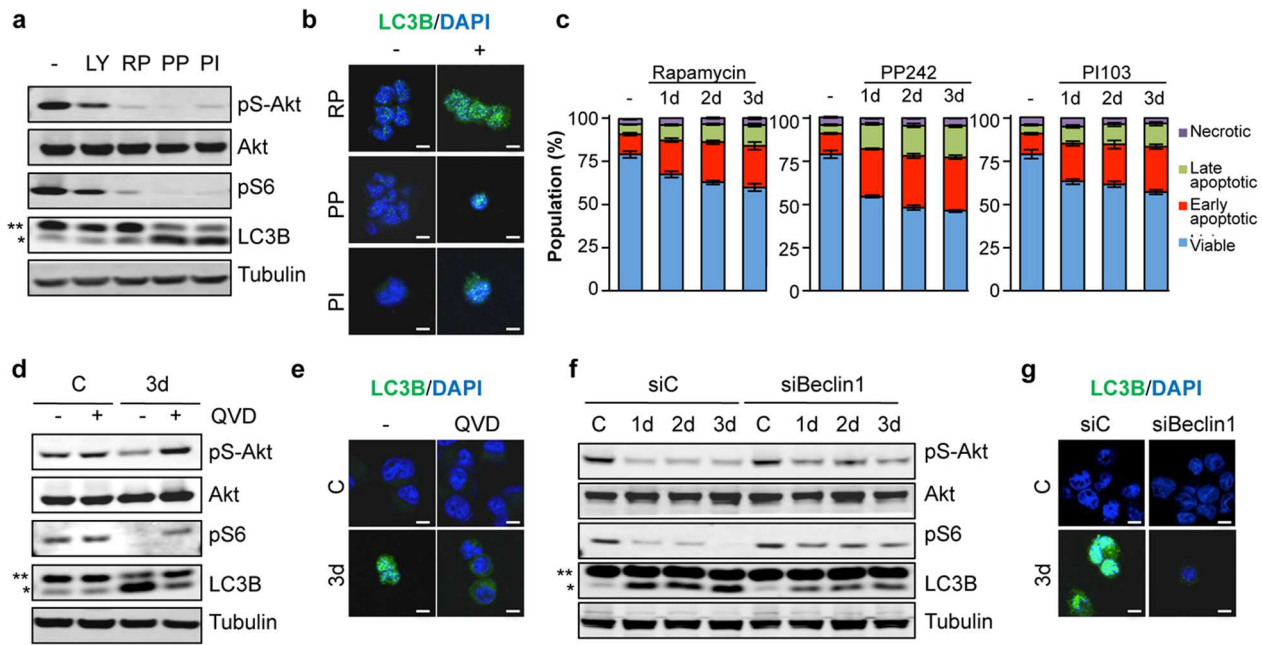 a
- LY RP PP PI
pS-Akt
Akt
pS6
** LC3B
*
Tubulin
b
LC3B/DAPI
- +
RP
PP
PI
c
Rapamycin PP242 PI103
- 1d 2d 3d - 1d 2d 3d - 1d 2d 3d
Population (%)
100 100 100
75 75 75
50 50 50
25 25 25
0 0 0
Necrotic
Late
apoptotic
Early
apoptotic
Viable
d
C 3d
- + - + QVD
pS-Akt
Akt
pS6
** LC3B
*
Tubulin
e
LC3B/DAPI
- QVD
C
3d
f
siC siBeclin1
C 1d 2d 3d C 1d 2d 3d
pS-Akt
Akt
pS6
** LC3B
*
Tubulin
g
LC3B/DAPI
siC siBeclin1
C
3d